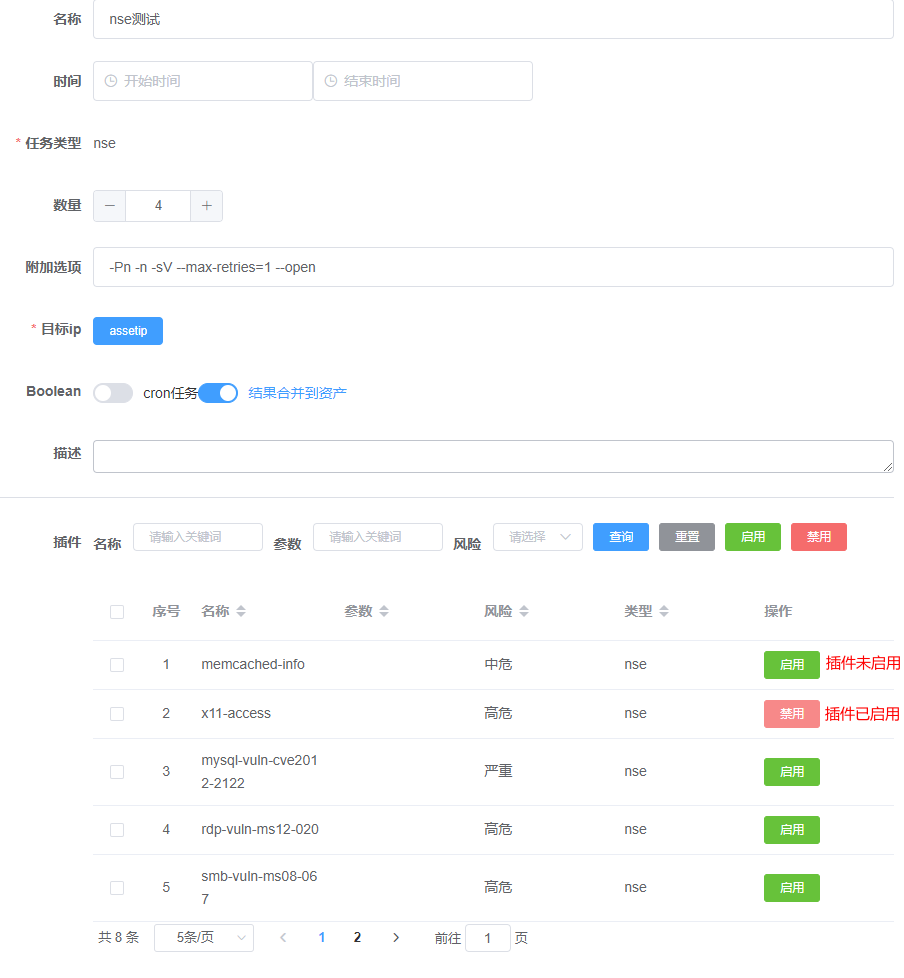 名称 nse测试
时间 开始时间 结束时间
* 任务类型 nse
数量 － 4 +
附加选项 -Pn -n -sV --max-retries=1 --open
* 目标ip assetip
Boolean cron任务 结果合并到资产
描述
插件 名称 请输入关键词 参数 请输入关键词 风险 请选择 查询 重置 启用 禁用
序号 名称 参数 风险 类型 操作
1 memcached-info 中危 nse 启用 插件未启用
2 x11-access 高危 nse 禁用 插件已启用
3 mysql-vuln-cve201
2-2122 严重 nse 启用
4 rdp-vuln-ms12-020 高危 nse 启用
5 smb-vuln-ms08-06
7 高危 nse 启用
共 8 条 5条/页 < 1 2 > 前往 1 页